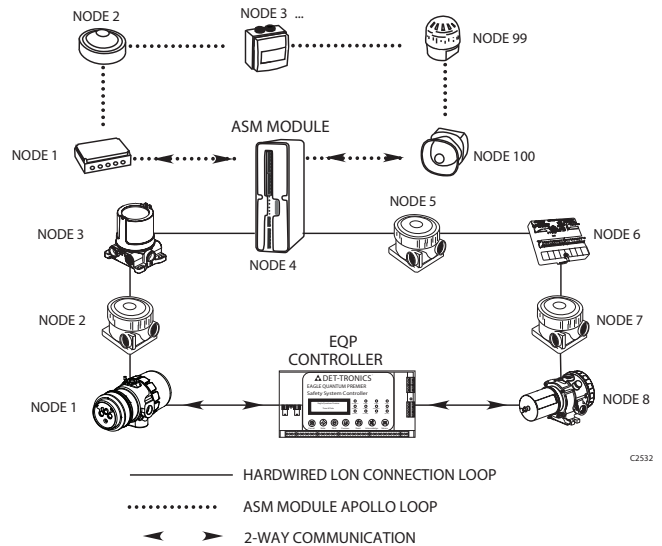 NODE 2
NODE 3 ...
NODE 99
ASM MODULE
NODE 1
NODE 100
NODE 5
NODE 3
NODE 6
NODE 4
NODE 2
NODE 7
EQP
CONTROLLER
DET-TRONICS
EAGLE QUANTUM PREMIER
Safety System Controller
NODE 1
NODE 8
C2532
HARDWIRED LON CONNECTION LOOP
ASM MODULE APOLLO LOOP
2-WAY COMMUNICATION